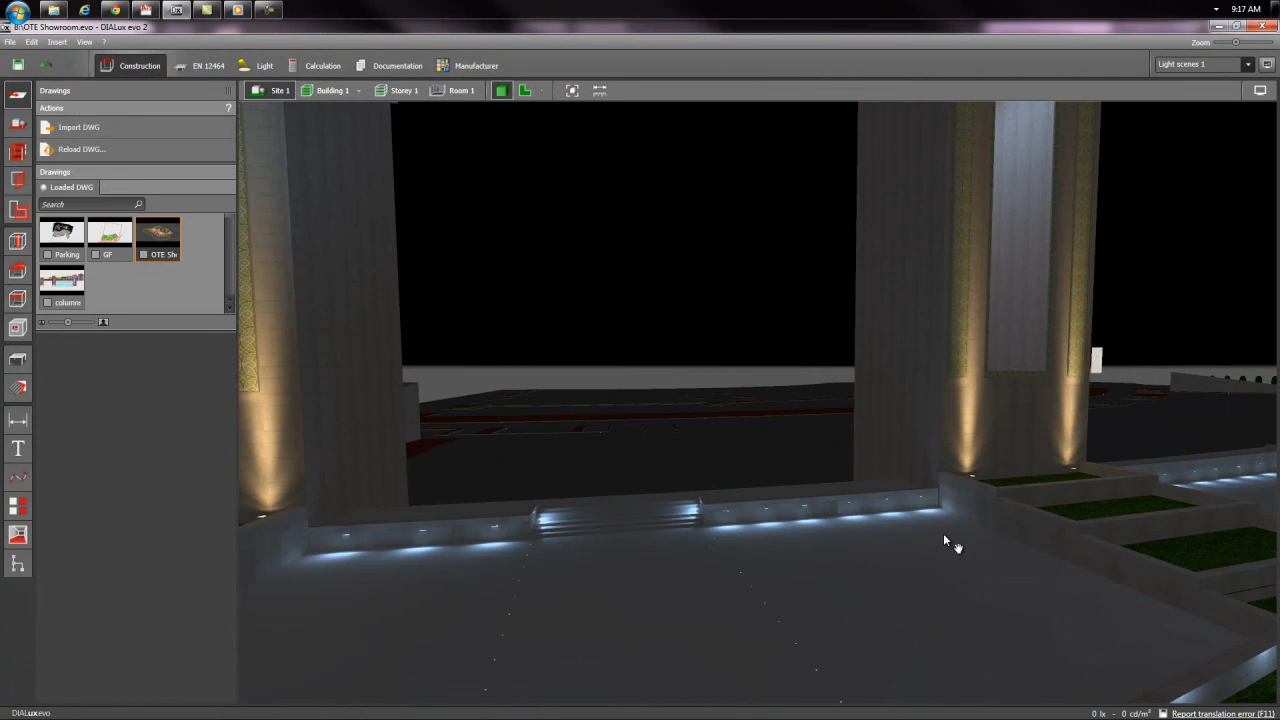 9:17 AM
B:\OTE Showroom.evo - DIALux evo 2
File Edit Insert View ?
Zoom
Construction EN 12464 Light Calculation Documentation Manufacturer
Light scenes 1
Drawings
Site 1 Building 1 Storey 1 Room 1
Actions ?
Import DWG
Reload DWG...
Drawings
Loaded DWG
Search
Parking GF OTE Sh
column
T
0 lx - 0 cd/m² Report translation error (F11)
DIALux evo